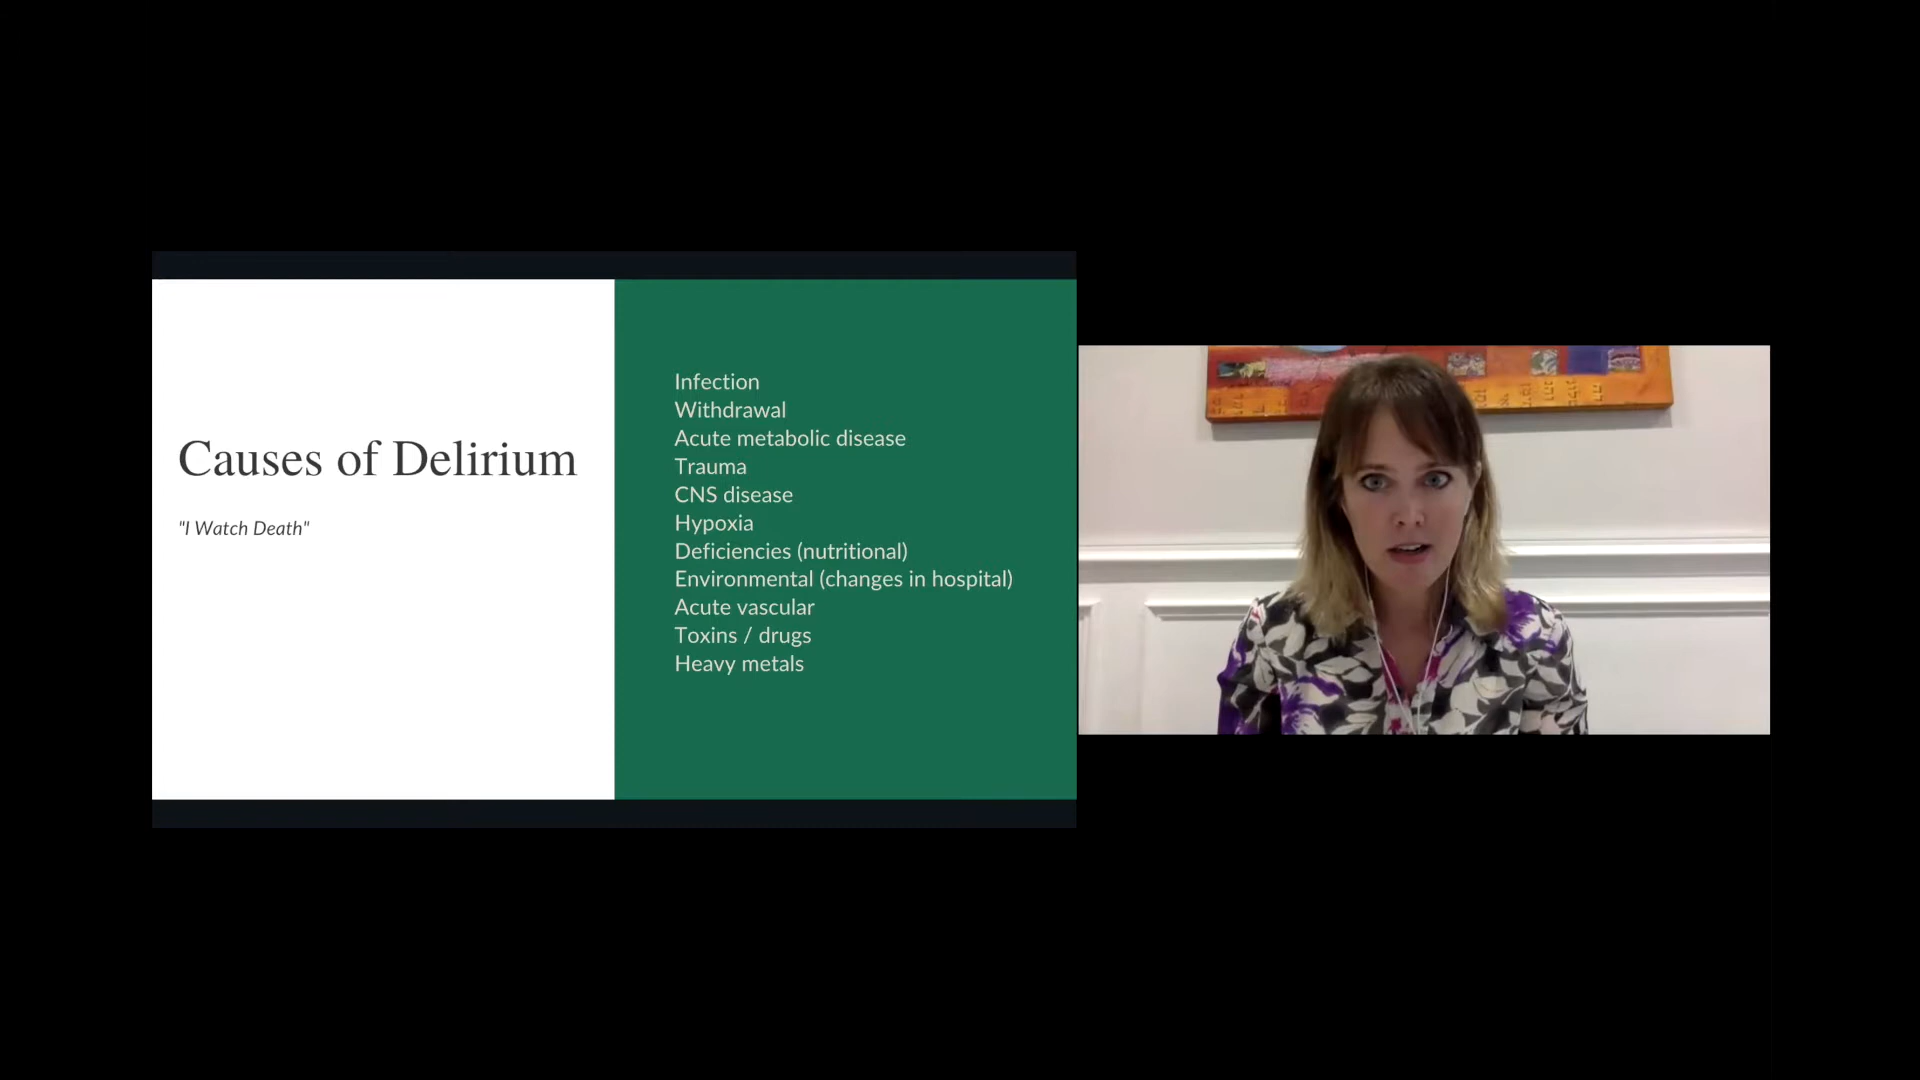 Causes of Delirium
"I Watch Death"
Infection
Withdrawal
Acute metabolic disease
Trauma
CNS disease
Hypoxia
Deficiencies (nutritional)
Environmental (changes in hospital)
Acute vascular
Toxins / drugs
Heavy metals